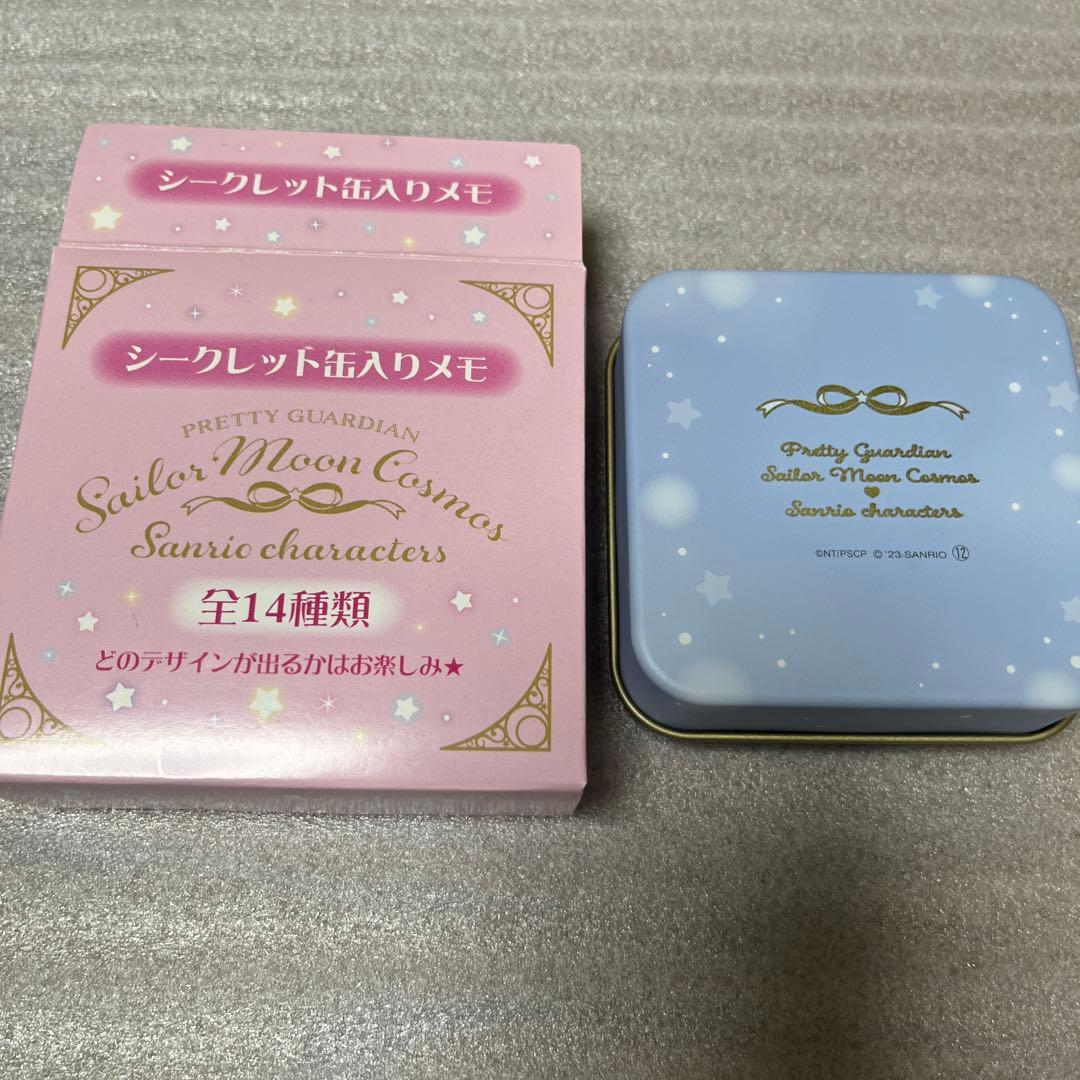 シークレット缶入りメモ
シークレット缶入りメモ
PRETTY GUARDIAN
Sailor Moon Cosmos
Sanrio characters
全14種類
どのデザインが出るかはお楽しみ★
Pretty Guardian
Sailor Moon Cosmos
♥
Sanrio characters
©NT/PSCP © '23 SANRIO ⑫